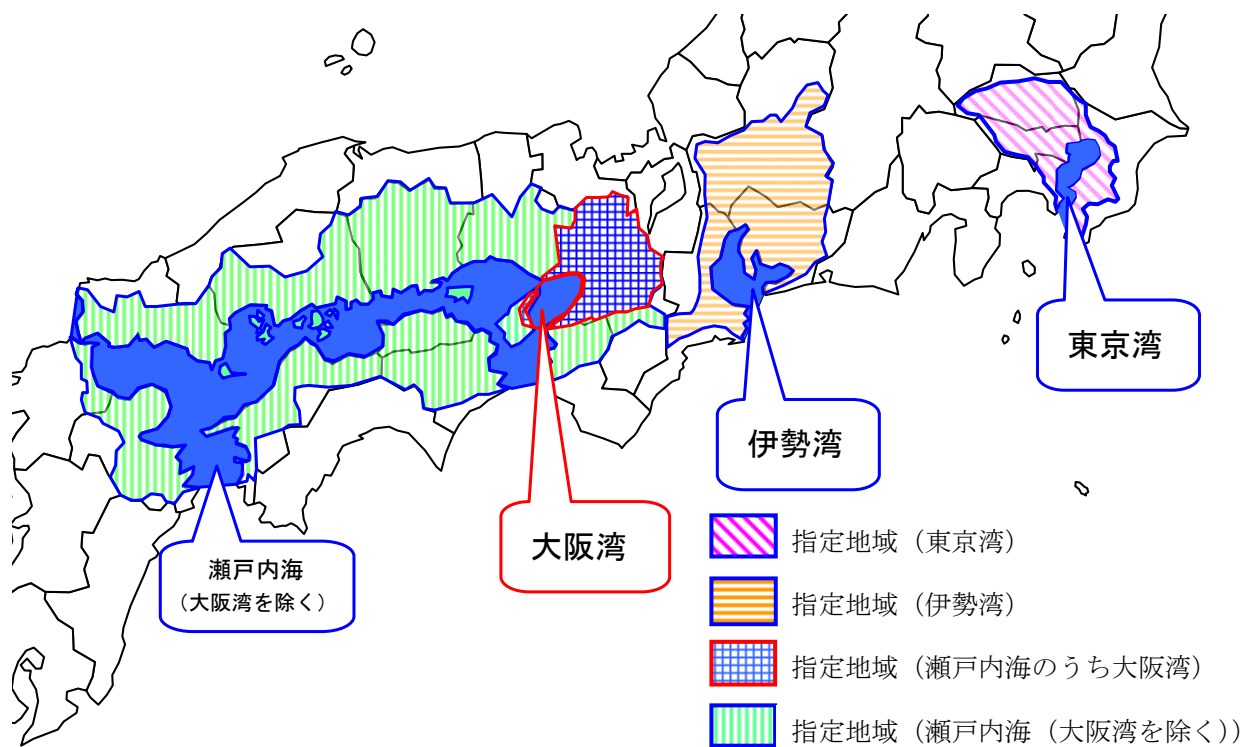 東京湾
伊勢湾
大阪湾
瀬戸内海
（大阪湾を除く）
指定地域（東京湾）
指定地域（伊勢湾）
指定地域（瀬戸内海のうち大阪湾）
指定地域（瀬戸内海（大阪湾を除く））